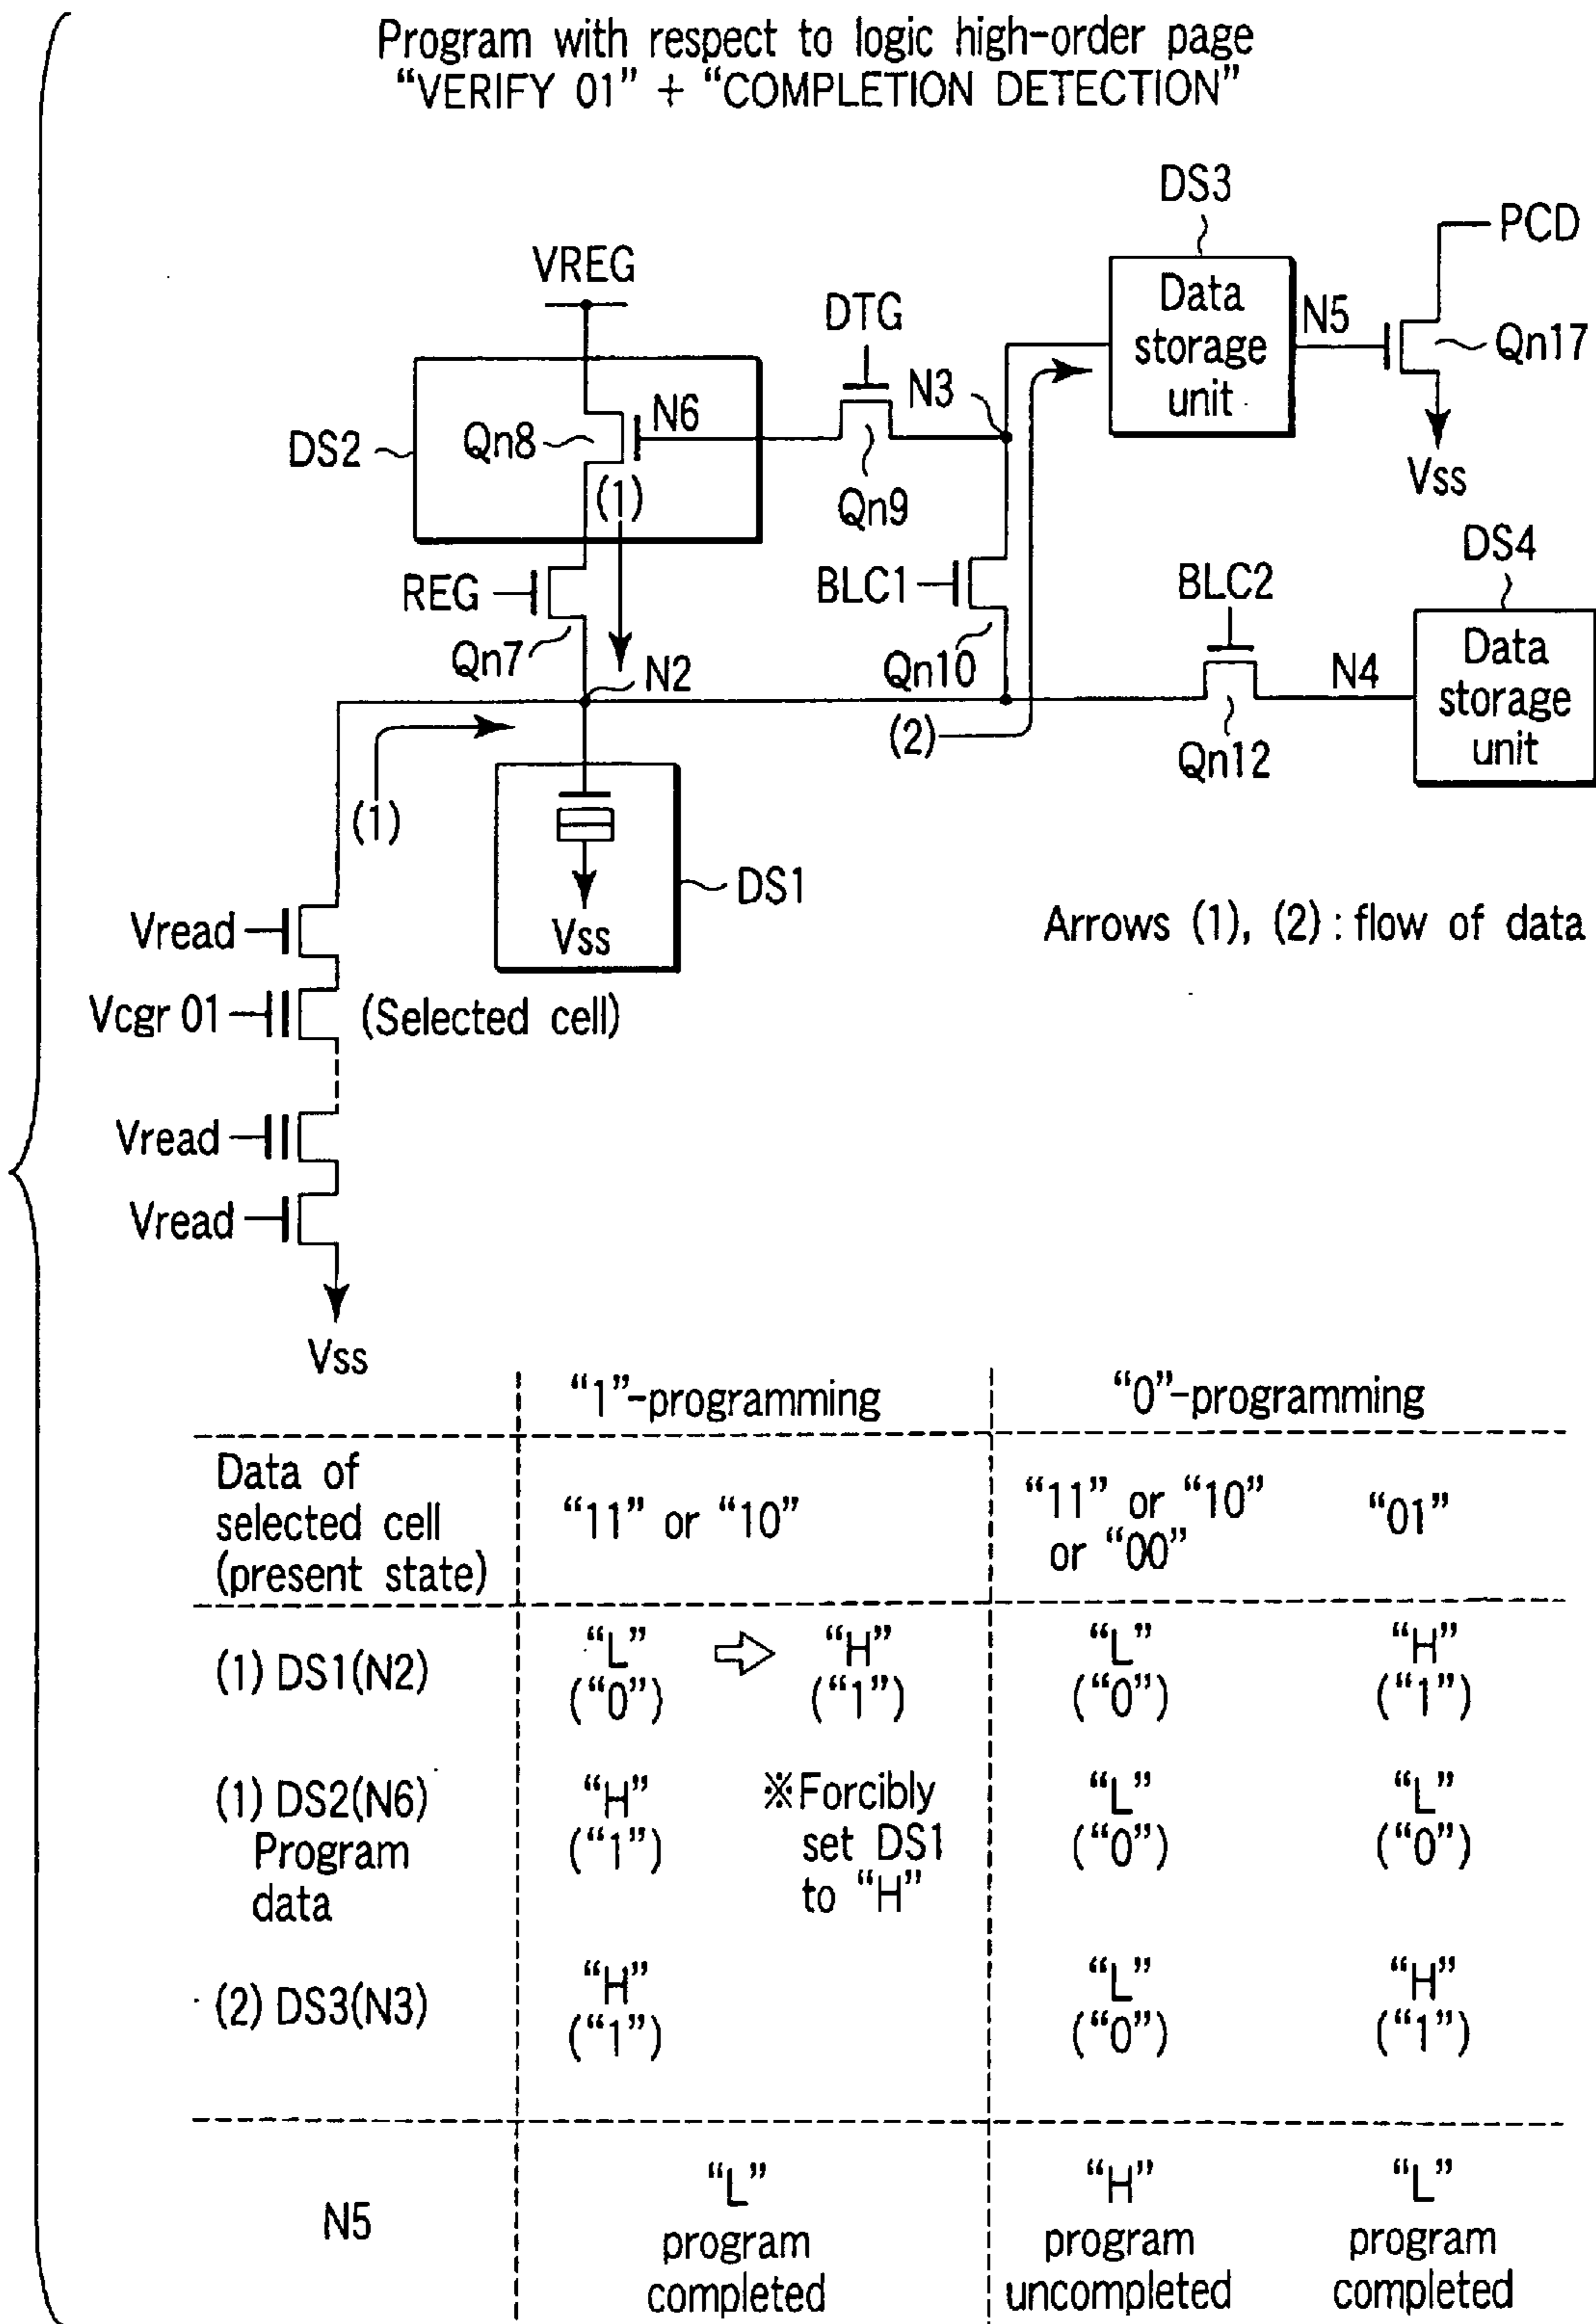 Program with respect to logic high-order page
“VERIFY 01” + “COMPLETION DETECTION”
DS3
PCD
VREG
Data
storage
unit
DTG
N5
Qn17
N3
N6
Qn8
DS2
Vss
(1)
Qn9
DS4
REG
BLC1
BLC2
Qn7
N2
Qn10
N4
Data
storage
unit
(2)
Qn12
(1)
DS1
Vss
Arrows (1), (2) : flow of data
Vread
Vcgr 01
(Selected cell)
Vread
Vread
Vss
“1”-programming
“0”-programming
Data of
selected cell
(present state)
“11” or “10”
“11” or “10”
or “00”
“01”
(1) DS1(N2)
“L” ⇨ “H” “L” “H”
(“0”) (“1”) (“0”) (“1”)
(1) DS2(N6)
Program
data
“H”
(“1”)
※Forcibly
set DS1
to “H”
“L” “L”
(“0”) (“0”)
(2) DS3(N3)
“H” “L” “H”
(“1”) (“0”) (“1”)
N5
“L”
program
completed
“H”
program
uncompleted
“L”
program
completed